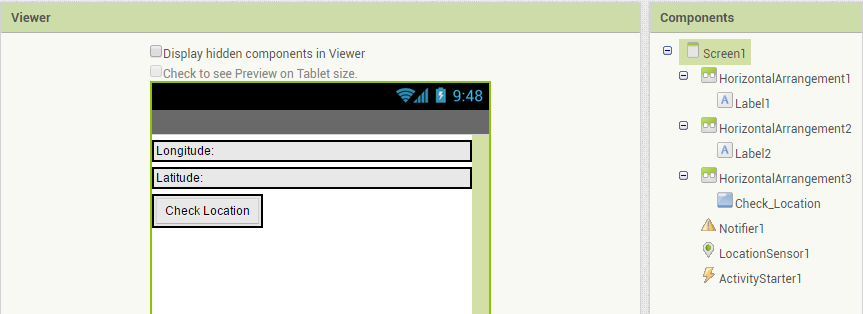 Viewer
Display hidden components in Viewer
Check to see Preview on Tablet size.
9:48
Longitude:
Latitude:
Check Location
Components
Screen1
HorizontalArrangement1
A Label1
HorizontalArrangement2
A Label2
HorizontalArrangement3
Check_Location
Notifier1
LocationSensor1
ActivityStarter1